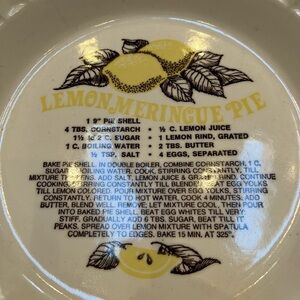 LEMON MERINGUE PIE
1 9" PIE SHELL
4 TBS. CORNSTARCH • ½ C. LEMON JUICE
1½ to 2 C. SUGAR • 1 LEMON RIND, GRATED
1 C. BOILING WATER • 2 TBS. BUTTER
½ TSP. SALT • 4 EGGS, SEPARATED
BAKE PIE SHELL. IN DOUBLE BOILER, COMBINE CORNSTARCH, 1 C.
SUGAR, BOILING WATER. COOK, STIRRING CONSTANTLY, TILL
MIXTURE THICKENS. ADD SALT, LEMON JUICE & GRATED RIND. CONTINUE
COOKING, STIRRING CONSTANTLY TILL BLENDED. BEAT EGG YOLKS
TILL LEMON COLORED. POUR MIXTURE OVER EGG YOLKS, STIRRING
CONSTANTLY. RETURN TO HOT WATER, COOK 4 MINUTES; ADD
BUTTER. BLEND WELL. REMOVE, LET MIXTURE COOL, THEN POUR
INTO BAKED PIE SHELL. BEAT EGG WHITES TILL VERY
STIFF. GRADUALLY ADD 6 TBS. SUGAR, BEAT TILL IT
PEAKS. SPREAD OVER LEMON MIXTURE WITH SPATULA
COMPLETELY TO EDGES. BAKE 15 MIN. AT 325°.